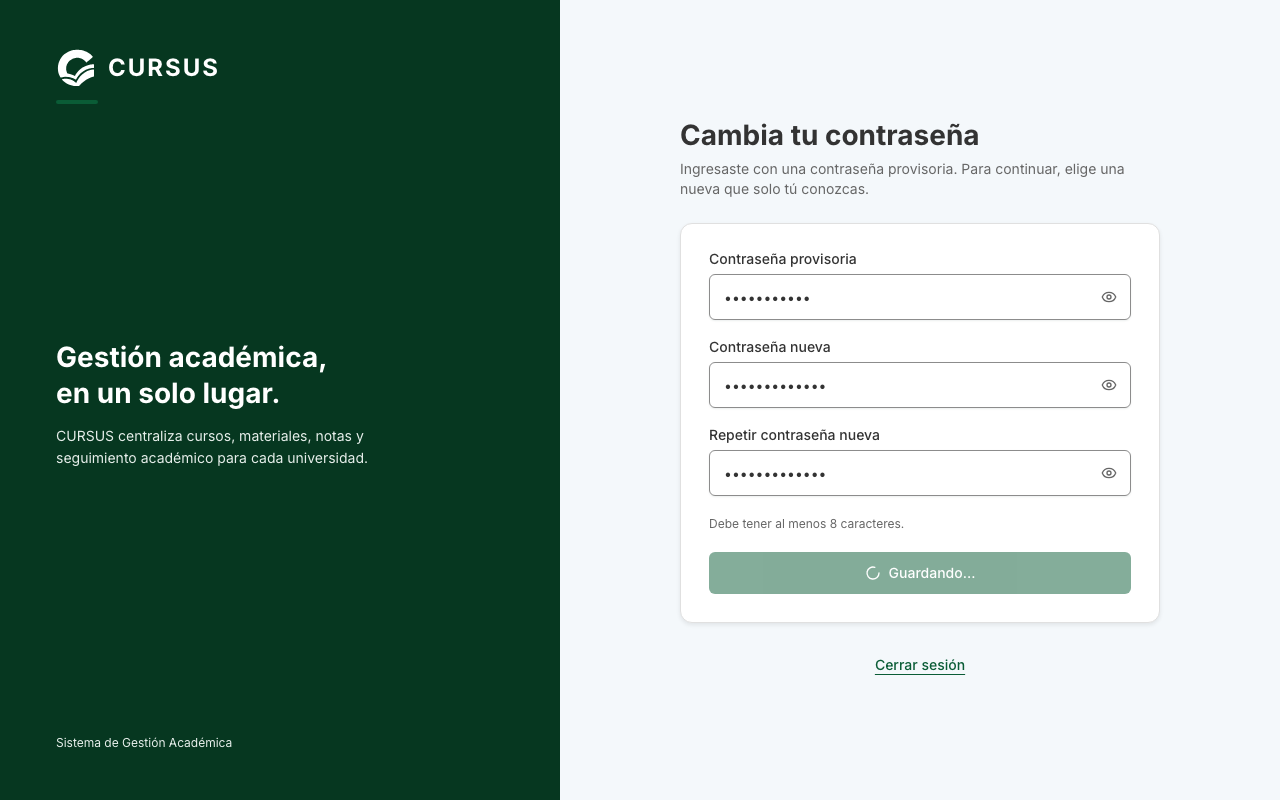 CURSUS
Gestión académica,
en un solo lugar.
CURSUS centraliza cursos, materiales, notas y
seguimiento académico para cada universidad.
Sistema de Gestión Académica
Cambia tu contraseña
Ingresaste con una contraseña provisoria. Para continuar, elige una
nueva que solo tú conozcas.
Contraseña provisoria
•••••••••••
Contraseña nueva
•••••••••••••
Repetir contraseña nueva
•••••••••••••
Debe tener al menos 8 caracteres.
Guardando…
Cerrar sesión